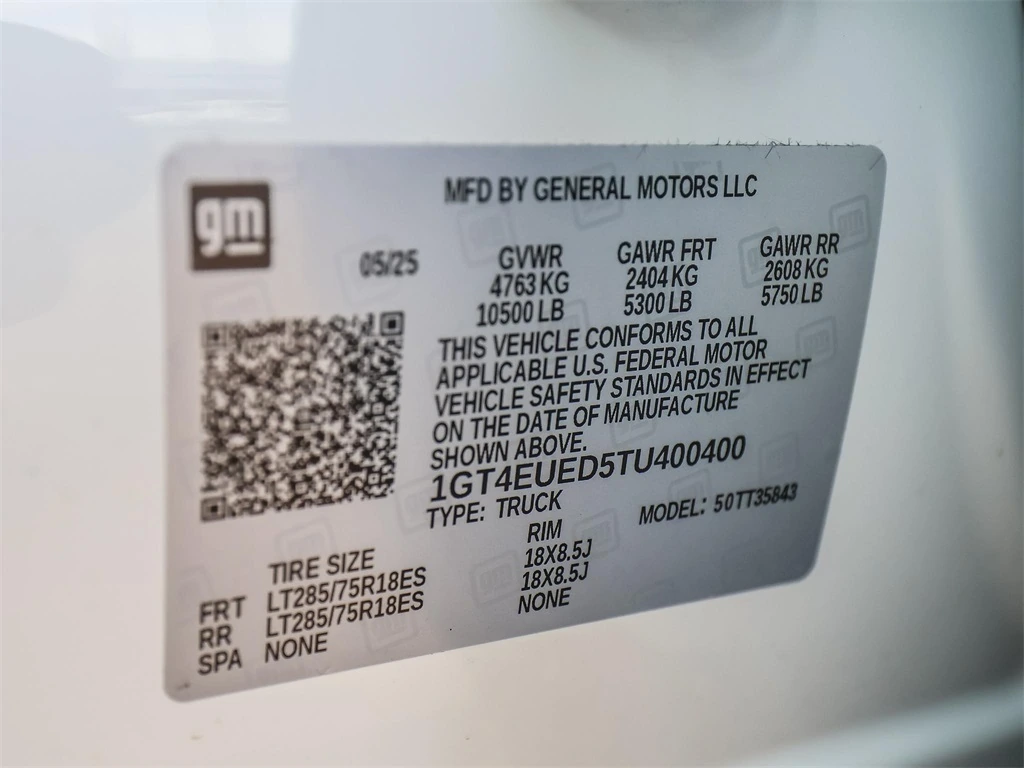 gm
MFD BY GENERAL MOTORS LLC
05/25
GVWR
4763 KG
10500 LB
GAWR FRT
2404 KG
5300 LB
GAWR RR
2608 KG
5750 LB
THIS VEHICLE CONFORMS TO ALL
APPLICABLE U.S. FEDERAL MOTOR
VEHICLE SAFETY STANDARDS IN EFFECT
ON THE DATE OF MANUFACTURE
SHOWN ABOVE.
1GT4EUED5TU400400
TYPE: TRUCK
MODEL: 50TT35843
TIRE SIZE RIM
FRT LT285/75R18ES 18X8.5J
RR LT285/75R18ES 18X8.5J
SPA NONE NONE